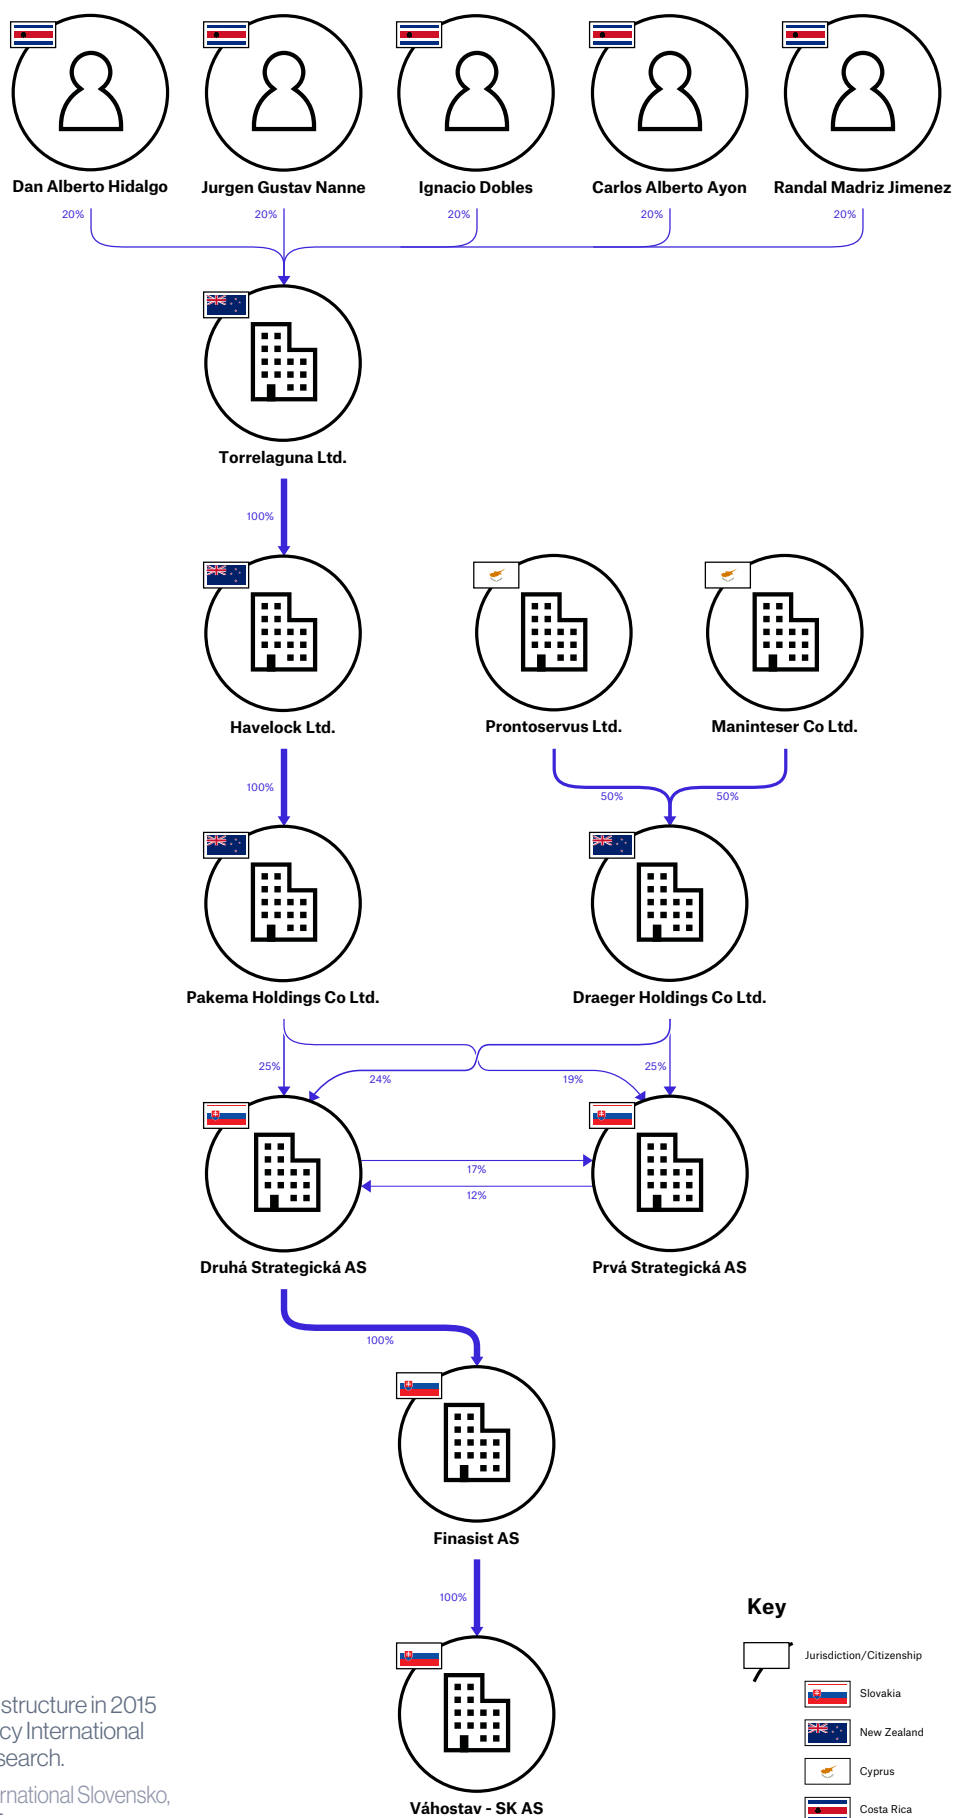 Dan Alberto Hidalgo
Jurgen Gustav Nanne
Ignacio Dobles
Carlos Alberto Ayon
Randal Madriz Jimenez
20%
20%
20%
20%
20%
Torrelaguna Ltd.
100%
Havelock Ltd.
Prontoservus Ltd.
Maninteser Co Ltd.
100%
50%
50%
Pakema Holdings Co Ltd.
Draeger Holdings Co Ltd.
25%
24%
19%
25%
17%
12%
Druhá Strategická AS
Prvá Strategická AS
100%
Finasist AS
100%
Váhostav - SK AS
Key
Jurisdiction/Citizenship
Slovakia
New Zealand
Cyprus
Costa Rica
structure in 2015
cy International
search.
rnational Slovensko,